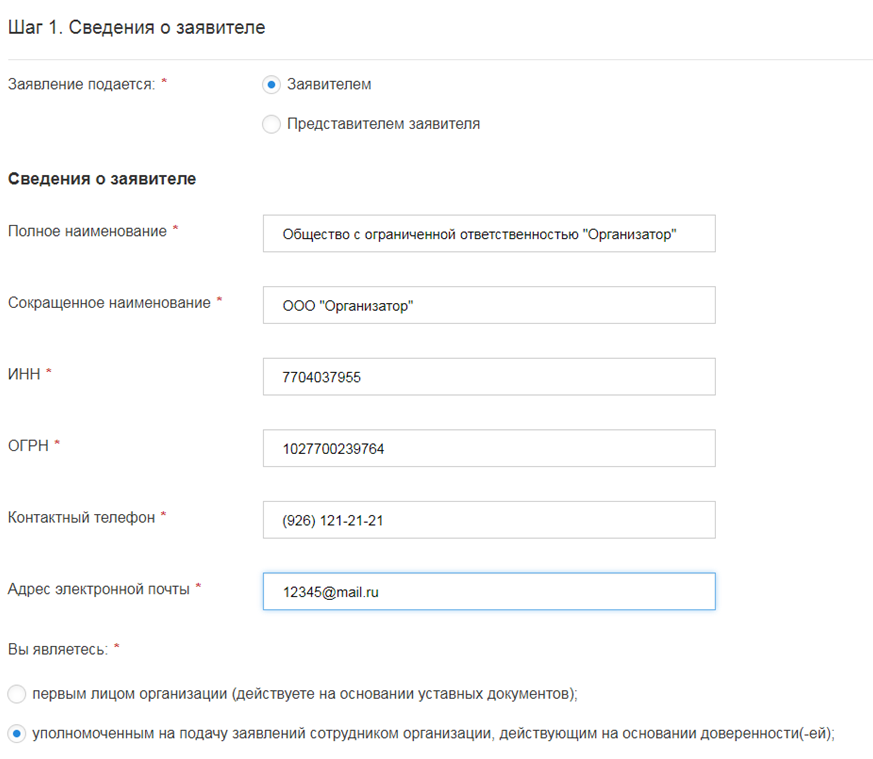 Шаг 1. Сведения о заявителе
Заявление подается: * Заявителем
Представителем заявителя
Сведения о заявителе
Полное наименование * Общество с ограниченной ответственностью "Организатор"
Сокращенное наименование * ООО "Организатор"
ИНН * 7704037955
ОГРН * 1027700239764
Контактный телефон * (926) 121-21-21
Адрес электронной почты * 12345@mail.ru
Вы являетесь: *
первым лицом организации (действуете на основании уставных документов);
уполномоченным на подачу заявлений сотрудником организации, действующим на основании доверенности(-ей);